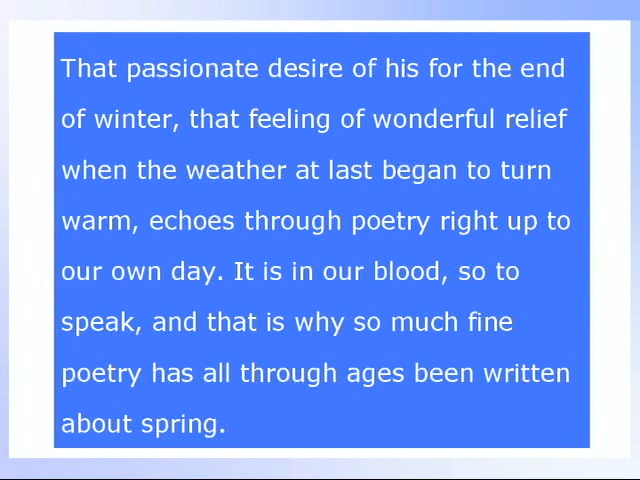 That passionate desire of his for the end
of winter, that feeling of wonderful relief
when the weather at last began to turn
warm, echoes through poetry right up to
our own day. It is in our blood, so to
speak, and that is why so much fine
poetry has all through ages been written
about spring.